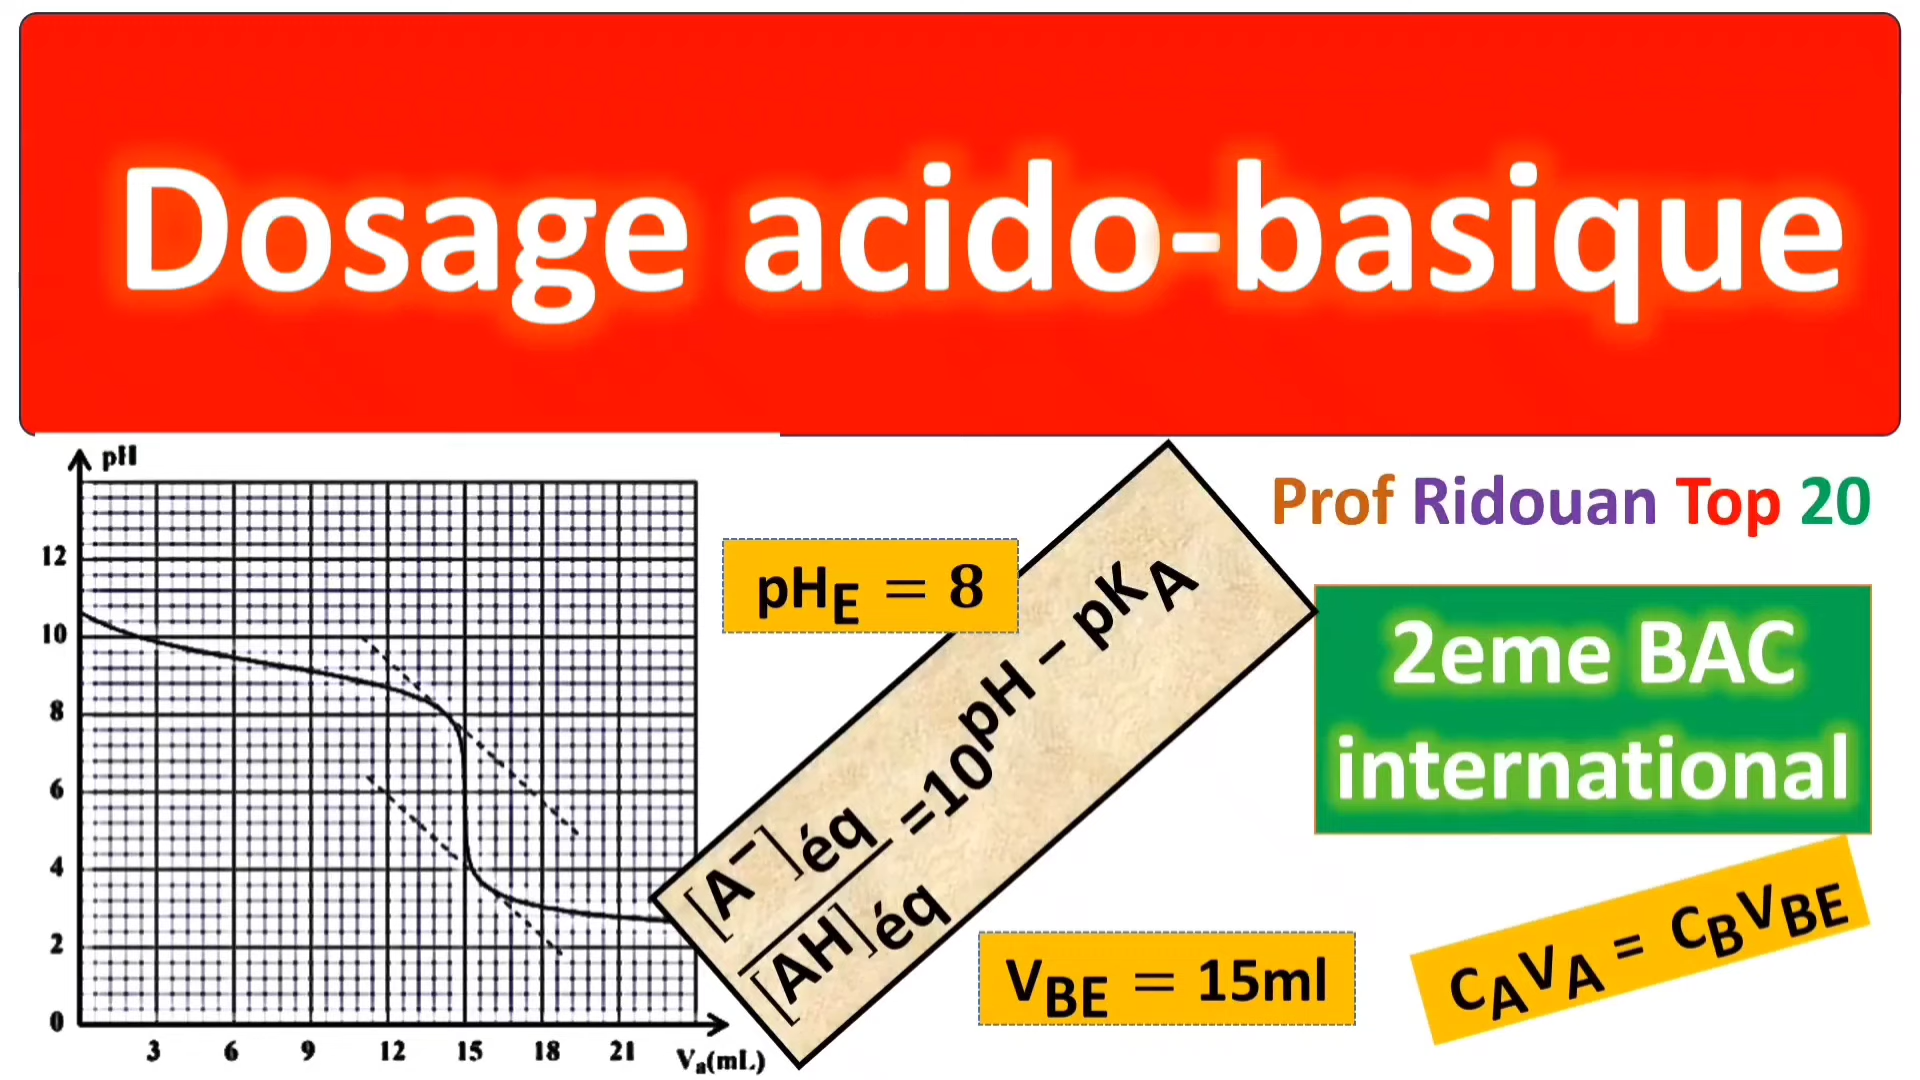 Dosage acido-basique
pH
12
10
8
6
4
2
0
3 6 9 12 15 18 21
Va(mL)
pHE = 8
[A⁻]éq
[AH]éq
=10^pH − pKA
VBE = 15ml
Prof Ridouan Top 20
2eme BAC
international
CAVA = CBVBE